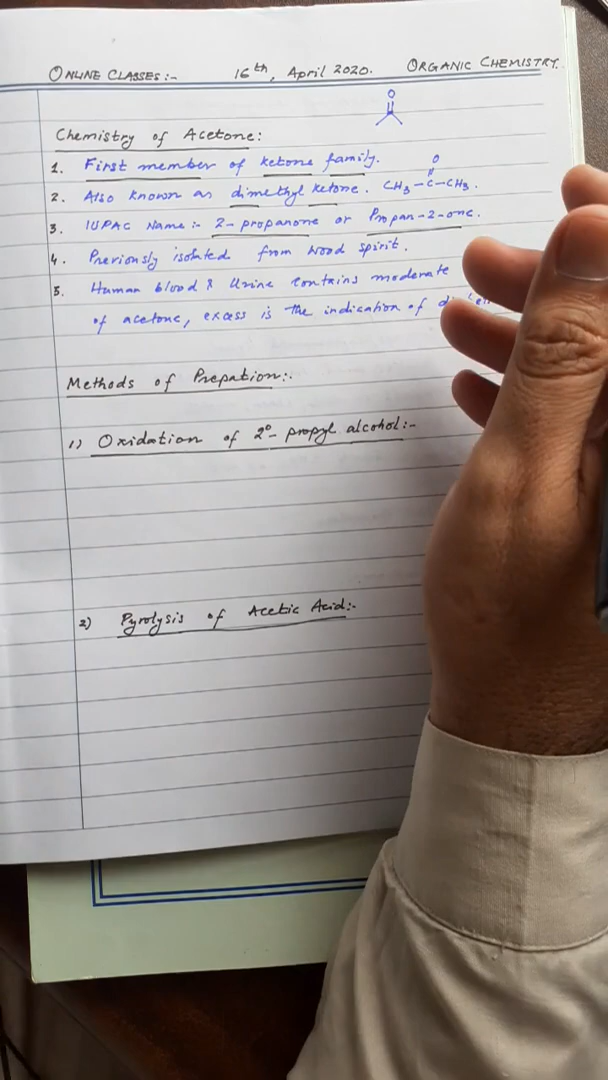 ONLINE CLASSES:- 16th, April 2020. ORGANIC CHEMISTRY.
O
Chemistry of Acetone:
1. First member of ketone family.
O
2. Also known as dimethyl ketone. CH3-C-CH3.
3. IUPAC Name:- 2-propanone or Propan-2-one.
4. Previously isolated from wood spirit.
5. Human blood & Urine contains moderate
of acetone, excess is the indication of
Methods of Prepation:.
1) Oxidation of 2°- propyl alcohol:-
2) Pyrolysis of Acetic Acid:-